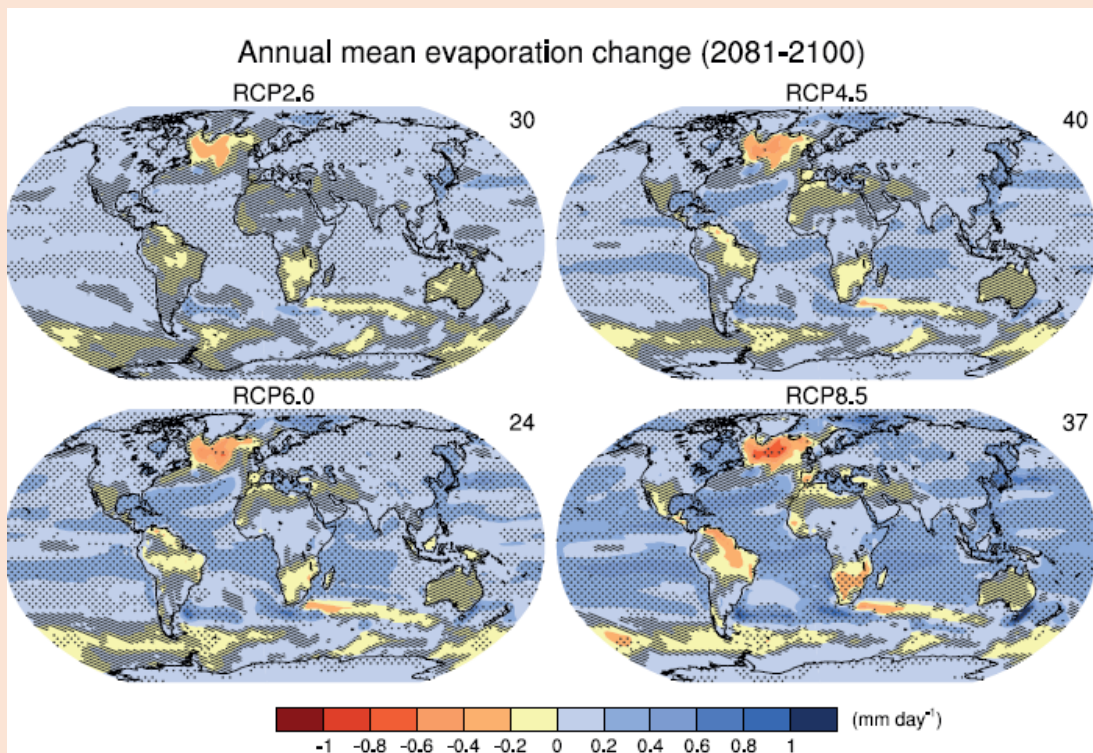 Annual mean evaporation change (2081-2100)
RCP2.6
30
RCP4.5
40
RCP6.0
24
RCP8.5
37
-1 -0.8 -0.6 -0.4 -0.2 0 0.2 0.4 0.6 0.8 1 (mm day⁻¹)